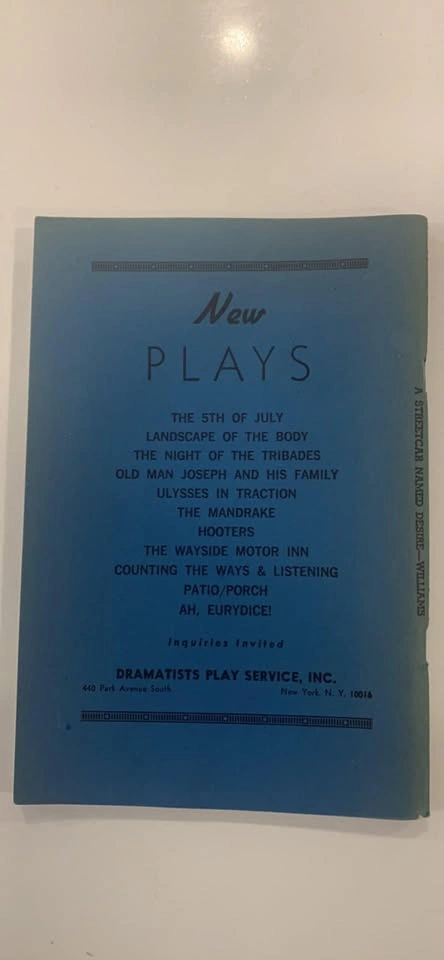 New
PLAYS
THE 5TH OF JULY
LANDSCAPE OF THE BODY
THE NIGHT OF THE TRIBADES
OLD MAN JOSEPH AND HIS FAMILY
ULYSSES IN TRACTION
THE MANDRAKE
HOOTERS
THE WAYSIDE MOTOR INN
COUNTING THE WAYS & LISTENING
PATIO/PORCH
AH, EURYDICE!
Inquiries Invited
DRAMATISTS PLAY SERVICE, INC.
440 Park Avenue South New York, N. Y. 10016
A STREETCAR NAMED DESIRE—WILLIAMS